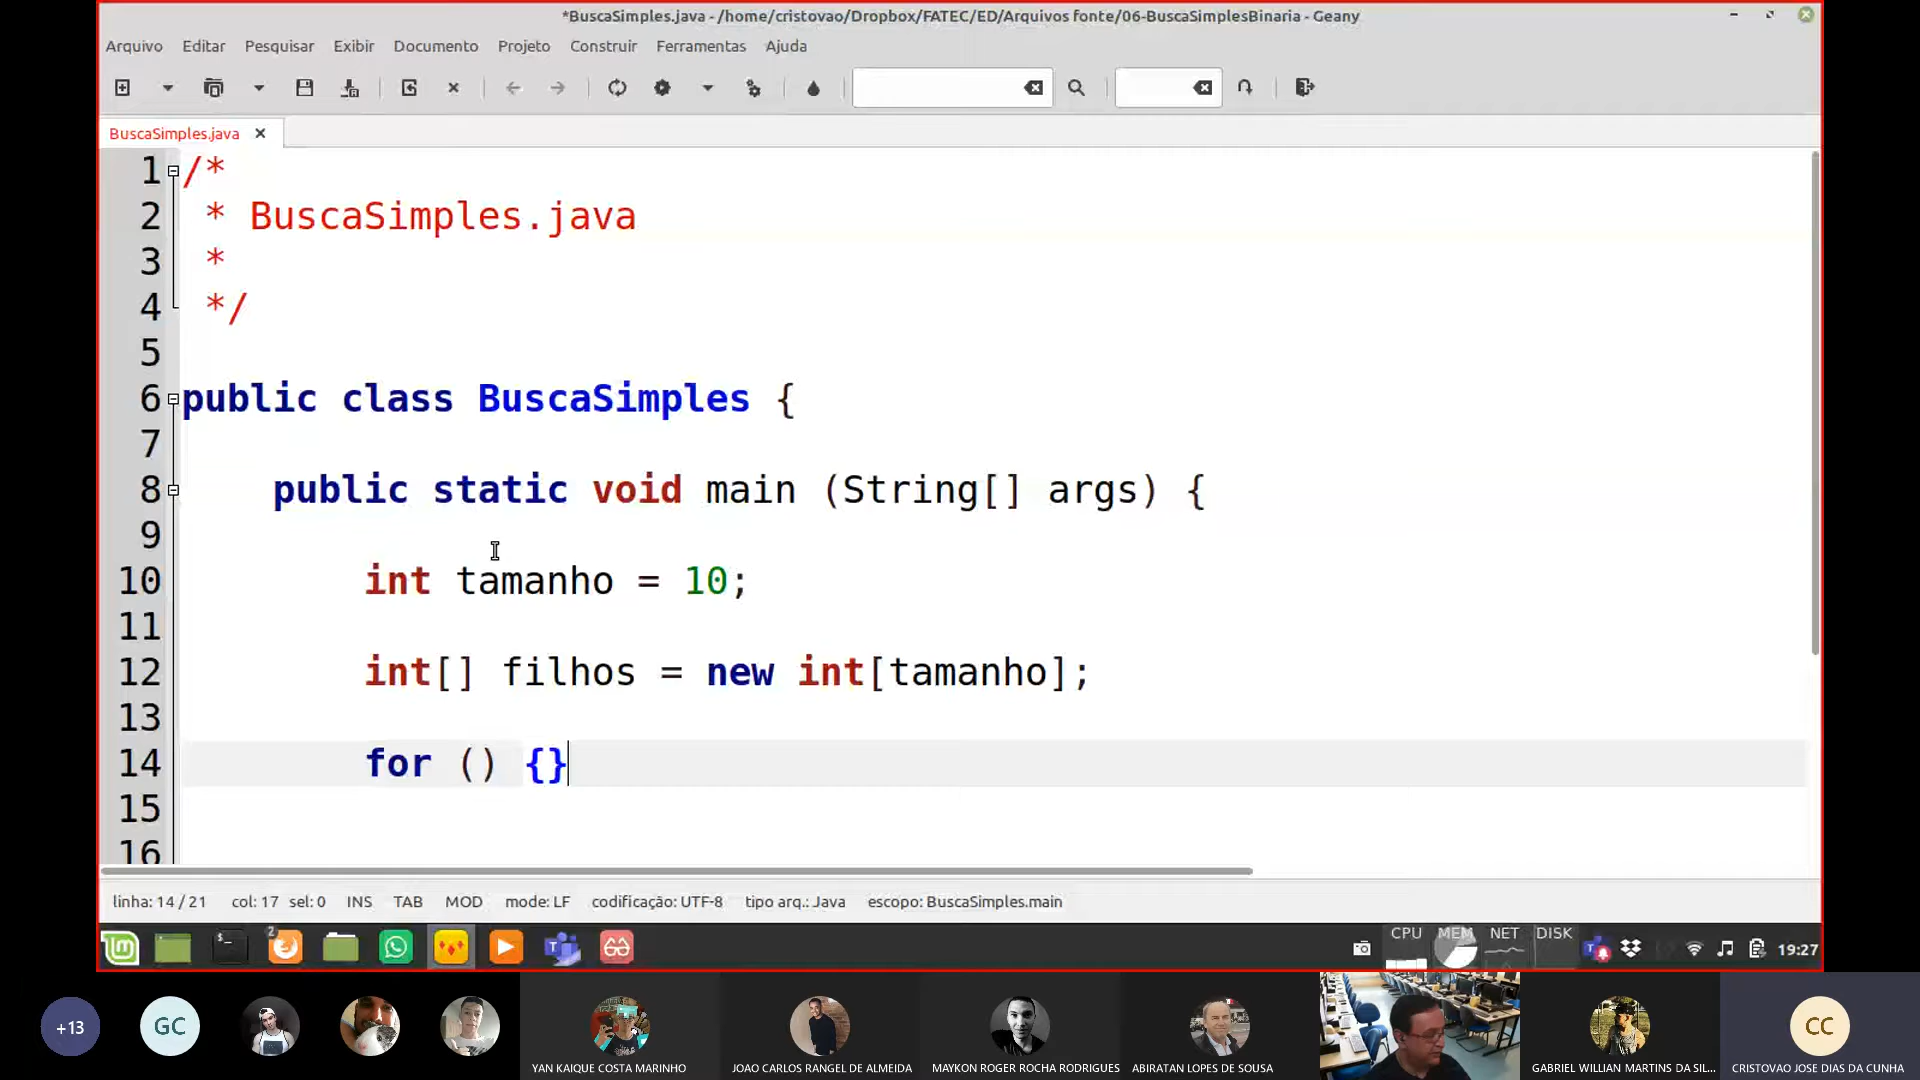 *BuscaSimples.java - /home/cristovao/Dropbox/FATEC/ED/Arquivos fonte/06-BuscaSimplesBinaria - Geany
Arquivo Editar Pesquisar Exibir Documento Projeto Construir Ferramentas Ajuda
BuscaSimples.java
1 /*
2 * BuscaSimples.java
3 *
4 */
5
6 public class BuscaSimples {
7
8 public static void main (String[] args) {
9
10 int tamanho = 10;
11
12 int[] filhos = new int[tamanho];
13
14 for () {}
15
16
linha: 14 / 21 col: 17 sel: 0 INS TAB MOD mode: LF codificação: UTF-8 tipo arq.: Java escopo: BuscaSimples.main
2 CPU MEM NET DISK 19:27
+13 GC CC
YAN KAIQUE COSTA MARINHO JOAO CARLOS RANGEL DE ALMEIDA MAYKON ROGER ROCHA RODRIGUES ABIRATAN LOPES DE SOUSA GABRIEL WILLIAN MARTINS DA SIL... CRISTOVAO JOSE DIAS DA CUNHA